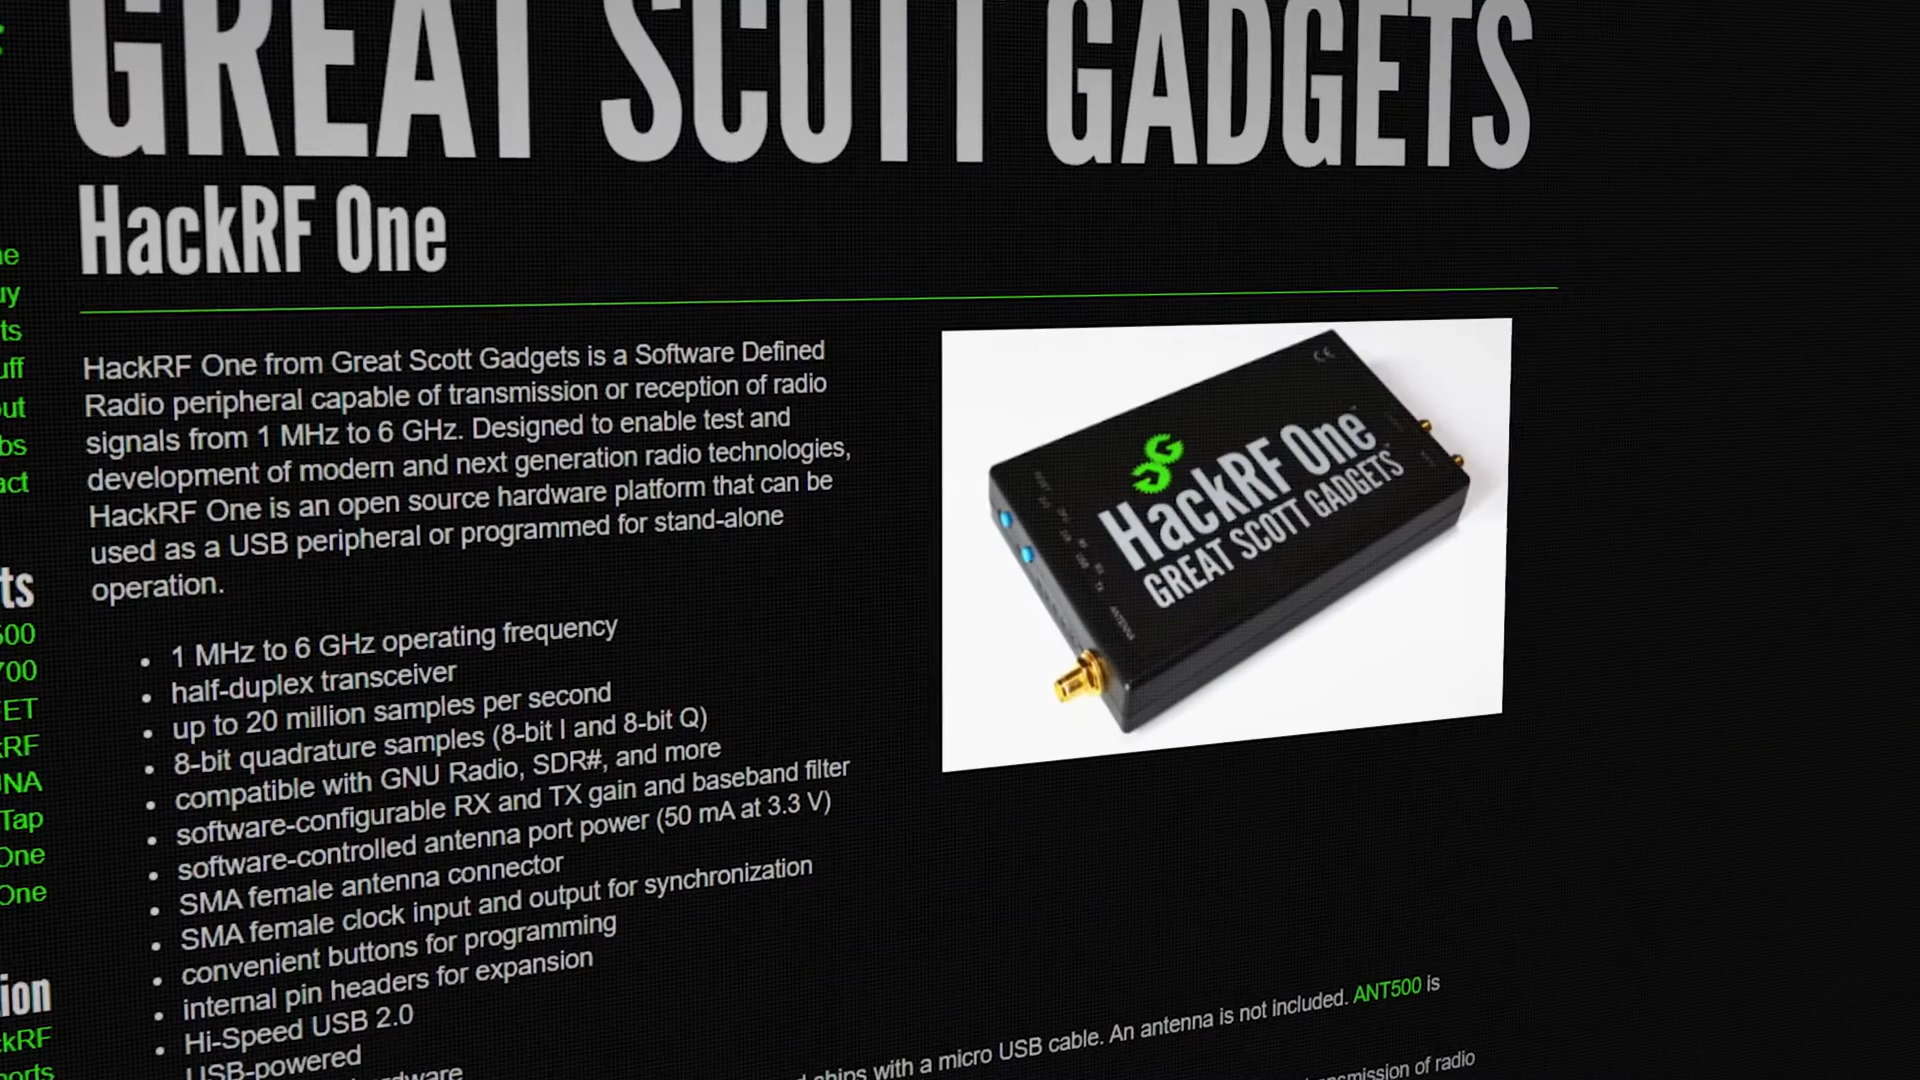 GREAT SCOTT GADGETS
HackRF One
HackRF One from Great Scott Gadgets is a Software Defined
Radio peripheral capable of transmission or reception of radio
signals from 1 MHz to 6 GHz. Designed to enable test and
development of modern and next generation radio technologies,
HackRF One is an open source hardware platform that can be
used as a USB peripheral or programmed for stand-alone
operation.
CE
HackRF One
GREAT SCOTT GADGETS
ANTENNA
• 1 MHz to 6 GHz operating frequency
• half-duplex transceiver
• up to 20 million samples per second
• 8-bit quadrature samples (8-bit I and 8-bit Q)
• compatible with GNU Radio, SDR#, and more
• software-configurable RX and TX gain and baseband filter
• software-controlled antenna port power (50 mA at 3.3 V)
• SMA female antenna connector
• SMA female clock input and output for synchronization
• convenient buttons for programming
• internal pin headers for expansion
• Hi-Speed USB 2.0
USB-powered
ships with a micro USB cable. An antenna is not included. ANT500 is
of radio
Tap
One
One